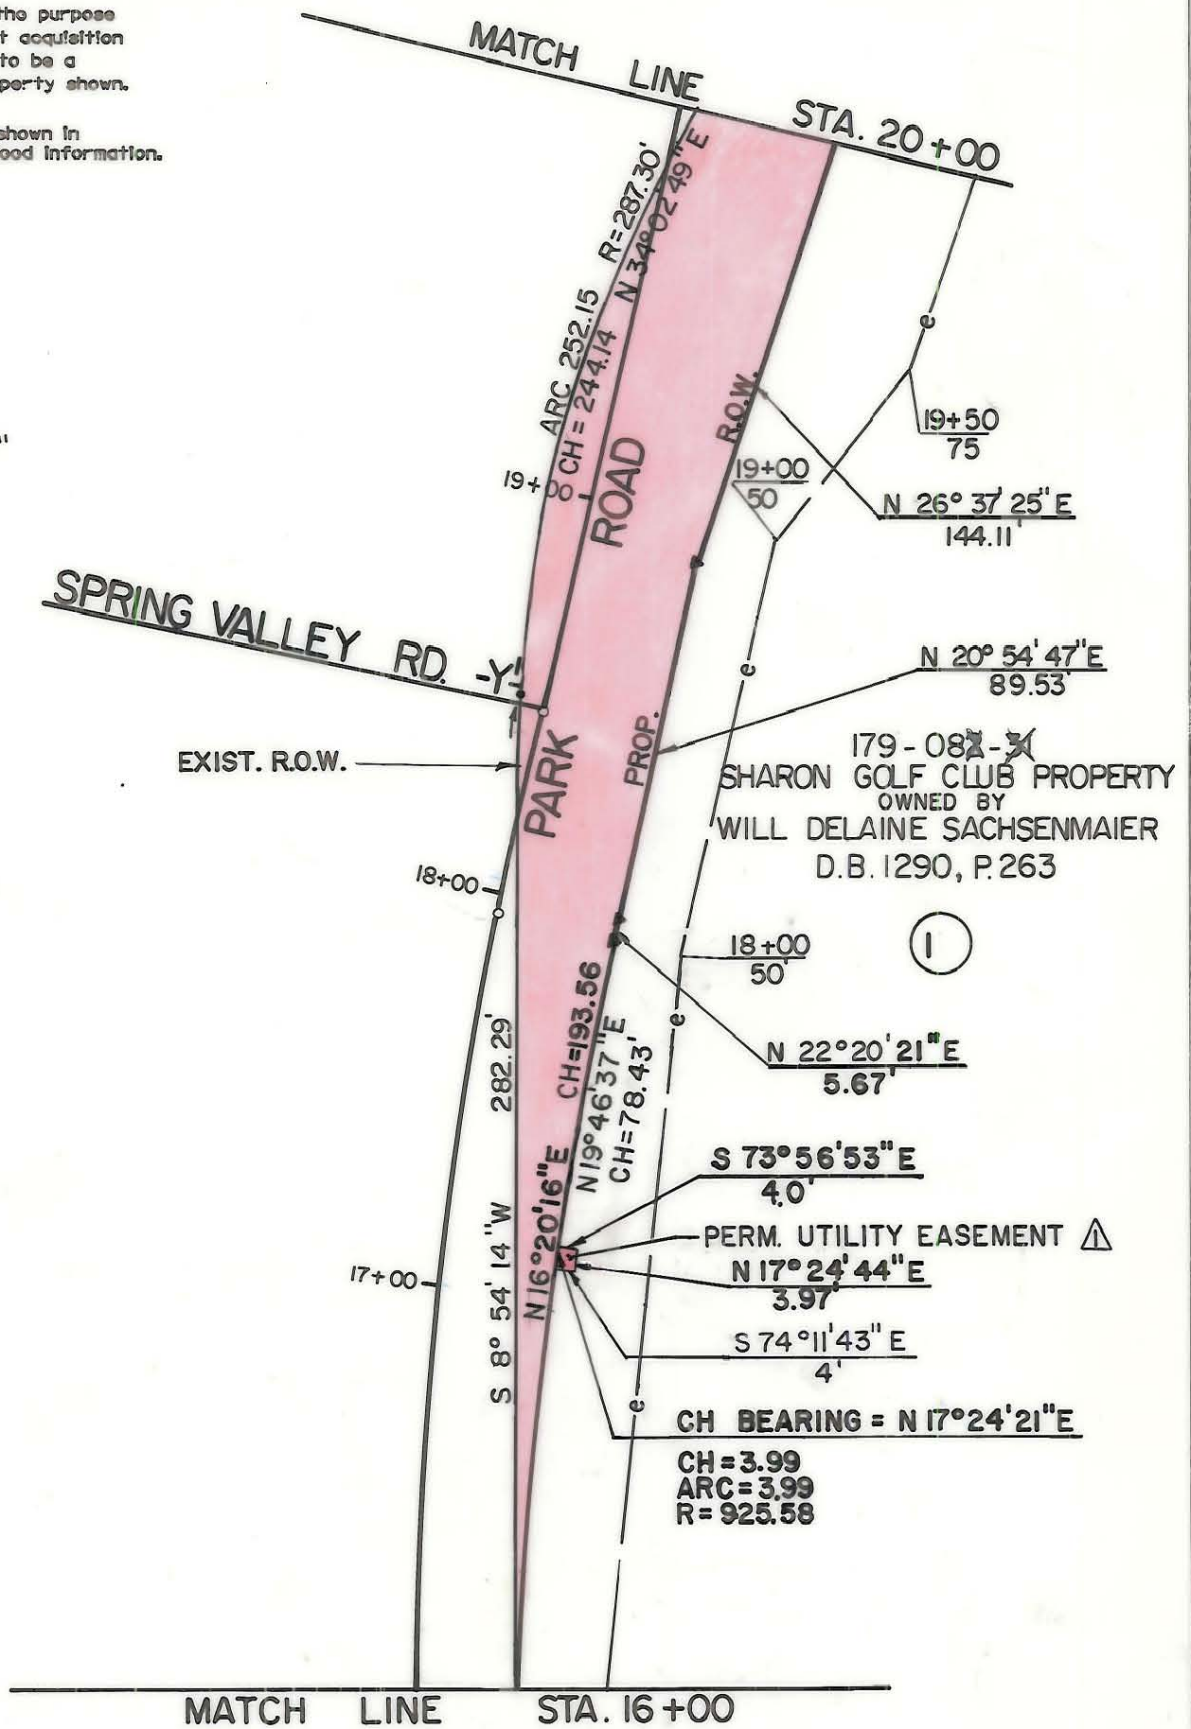 the purpose
t acquisition
to be a
perty shown.
shown in
ood information.
"
MATCH LINE STA. 20+00
ARC 252.15 R=287.30'
CH = 244.14 N 34°02'49"E
R.O.W.
19+50
75
19+00
50
19+00
N 26° 37' 25" E
144.11'
PARK ROAD
SPRING VALLEY RD. -Y-
N 20° 54' 47"E
89.53'
PROP.
EXIST. R.O.W.
179-08
SHARON GOLF CLUB PROPERTY
OWNED BY
WILL DELAINE SACHSENMAIER
D.B. 1290, P. 263
18+00
18+00
50'
1
N 22°20'21"E
5.67'
S 8° 54' 14"W 282.29'
N 16°20'16"E CH=193.56
N19°46'37"E
CH=78.43'
S 73°56'53"E
4.0'
PERM. UTILITY EASEMENT 1
N 17°24'44"E
3.97'
17+00
S 74°11'43" E
4'
CH BEARING = N 17°24'21"E
CH=3.99
ARC=3.99
R=925.58
e
e
e
e
MATCH LINE STA. 16+00